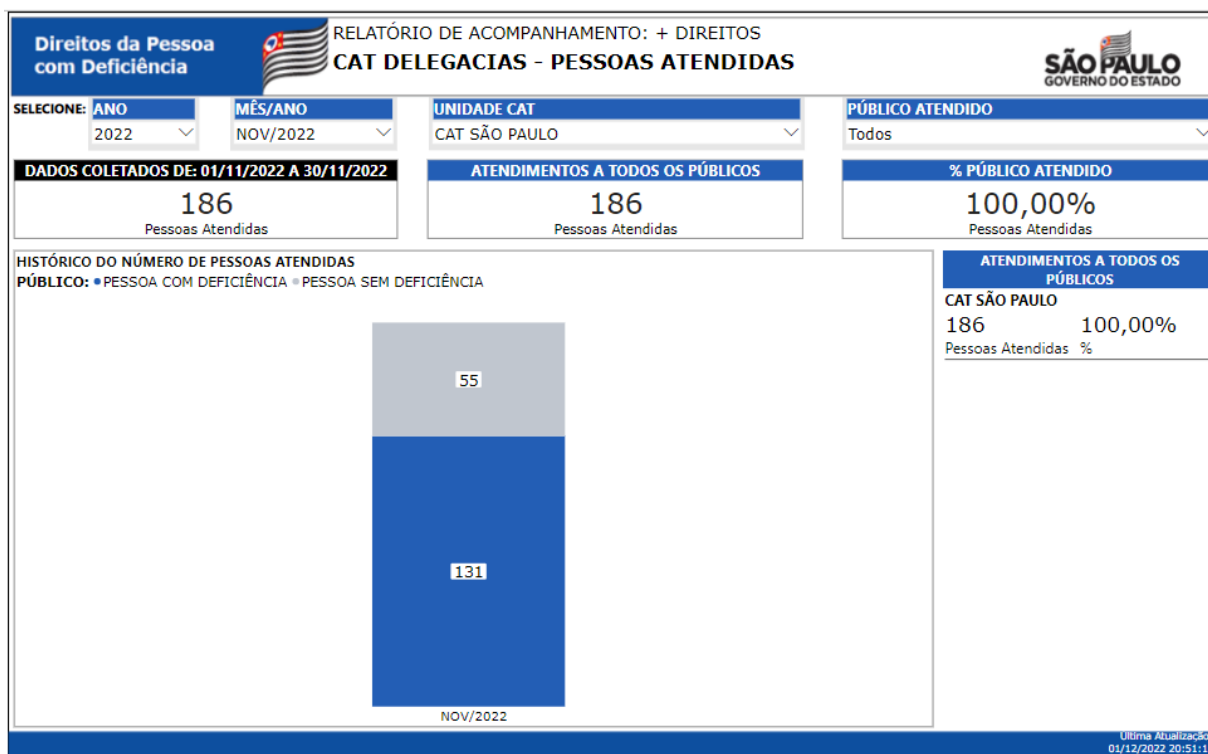 Direitos da Pessoa
com Deficiência
RELATÓRIO DE ACOMPANHAMENTO: + DIREITOS
CAT DELEGACIAS - PESSOAS ATENDIDAS
SÃO PAULO
GOVERNO DO ESTADO
SELECIONE: ANO MÊS/ANO UNIDADE CAT PÚBLICO ATENDIDO
2022 NOV/2022 CAT SÃO PAULO Todos
DADOS COLETADOS DE: 01/11/2022 A 30/11/2022
186
Pessoas Atendidas
ATENDIMENTOS A TODOS OS PÚBLICOS
186
Pessoas Atendidas
% PÚBLICO ATENDIDO
100,00%
Pessoas Atendidas
HISTÓRICO DO NÚMERO DE PESSOAS ATENDIDAS
PÚBLICO: PESSOA COM DEFICIÊNCIA PESSOA SEM DEFICIÊNCIA
55
131
NOV/2022
ATENDIMENTOS A TODOS OS
PÚBLICOS
CAT SÃO PAULO
186 100,00%
Pessoas Atendidas %
Última Atualização
01/12/2022 20:51:1